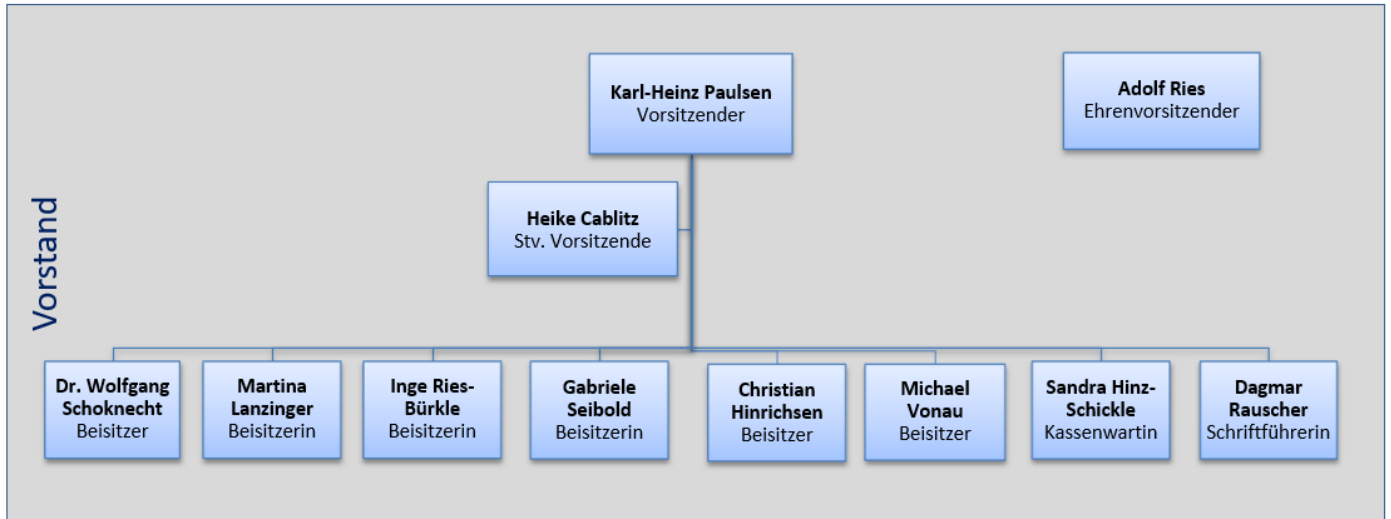 Vorstand
Karl-Heinz Paulsen
Vorsitzender
Adolf Ries
Ehrenvorsitzender
Heike Cablitz
Stv. Vorsitzende
Dr. Wolfgang
Schoknecht
Beisitzer
Martina
Lanzinger
Beisitzerin
Inge Ries-
Bürkle
Beisitzerin
Gabriele
Seibold
Beisitzerin
Christian
Hinrichsen
Beisitzer
Michael
Vonau
Beisitzer
Sandra Hinz-
Schickle
Kassenwartin
Dagmar
Rauscher
Schriftführerin